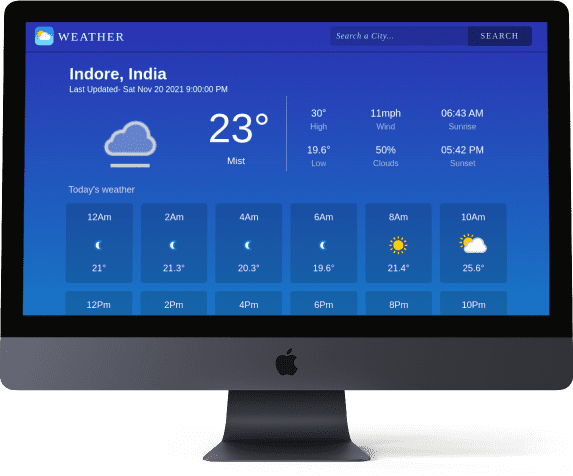 WEATHER
Search a City...
SEARCH
Indore, India
Last Updated- Sat Nov 20 2021 9:00:00 PM
23°
Mist
30°
High
11mph
Wind
06:43 AM
Sunrise
19.6°
Low
50%
Clouds
05:42 PM
Sunset
Today's weather
12Am
2Am
4Am
6Am
8Am
10Am
21°
21.3°
20.3°
19.6°
21.4°
25.6°
12Pm
2Pm
4Pm
6Pm
8Pm
10Pm